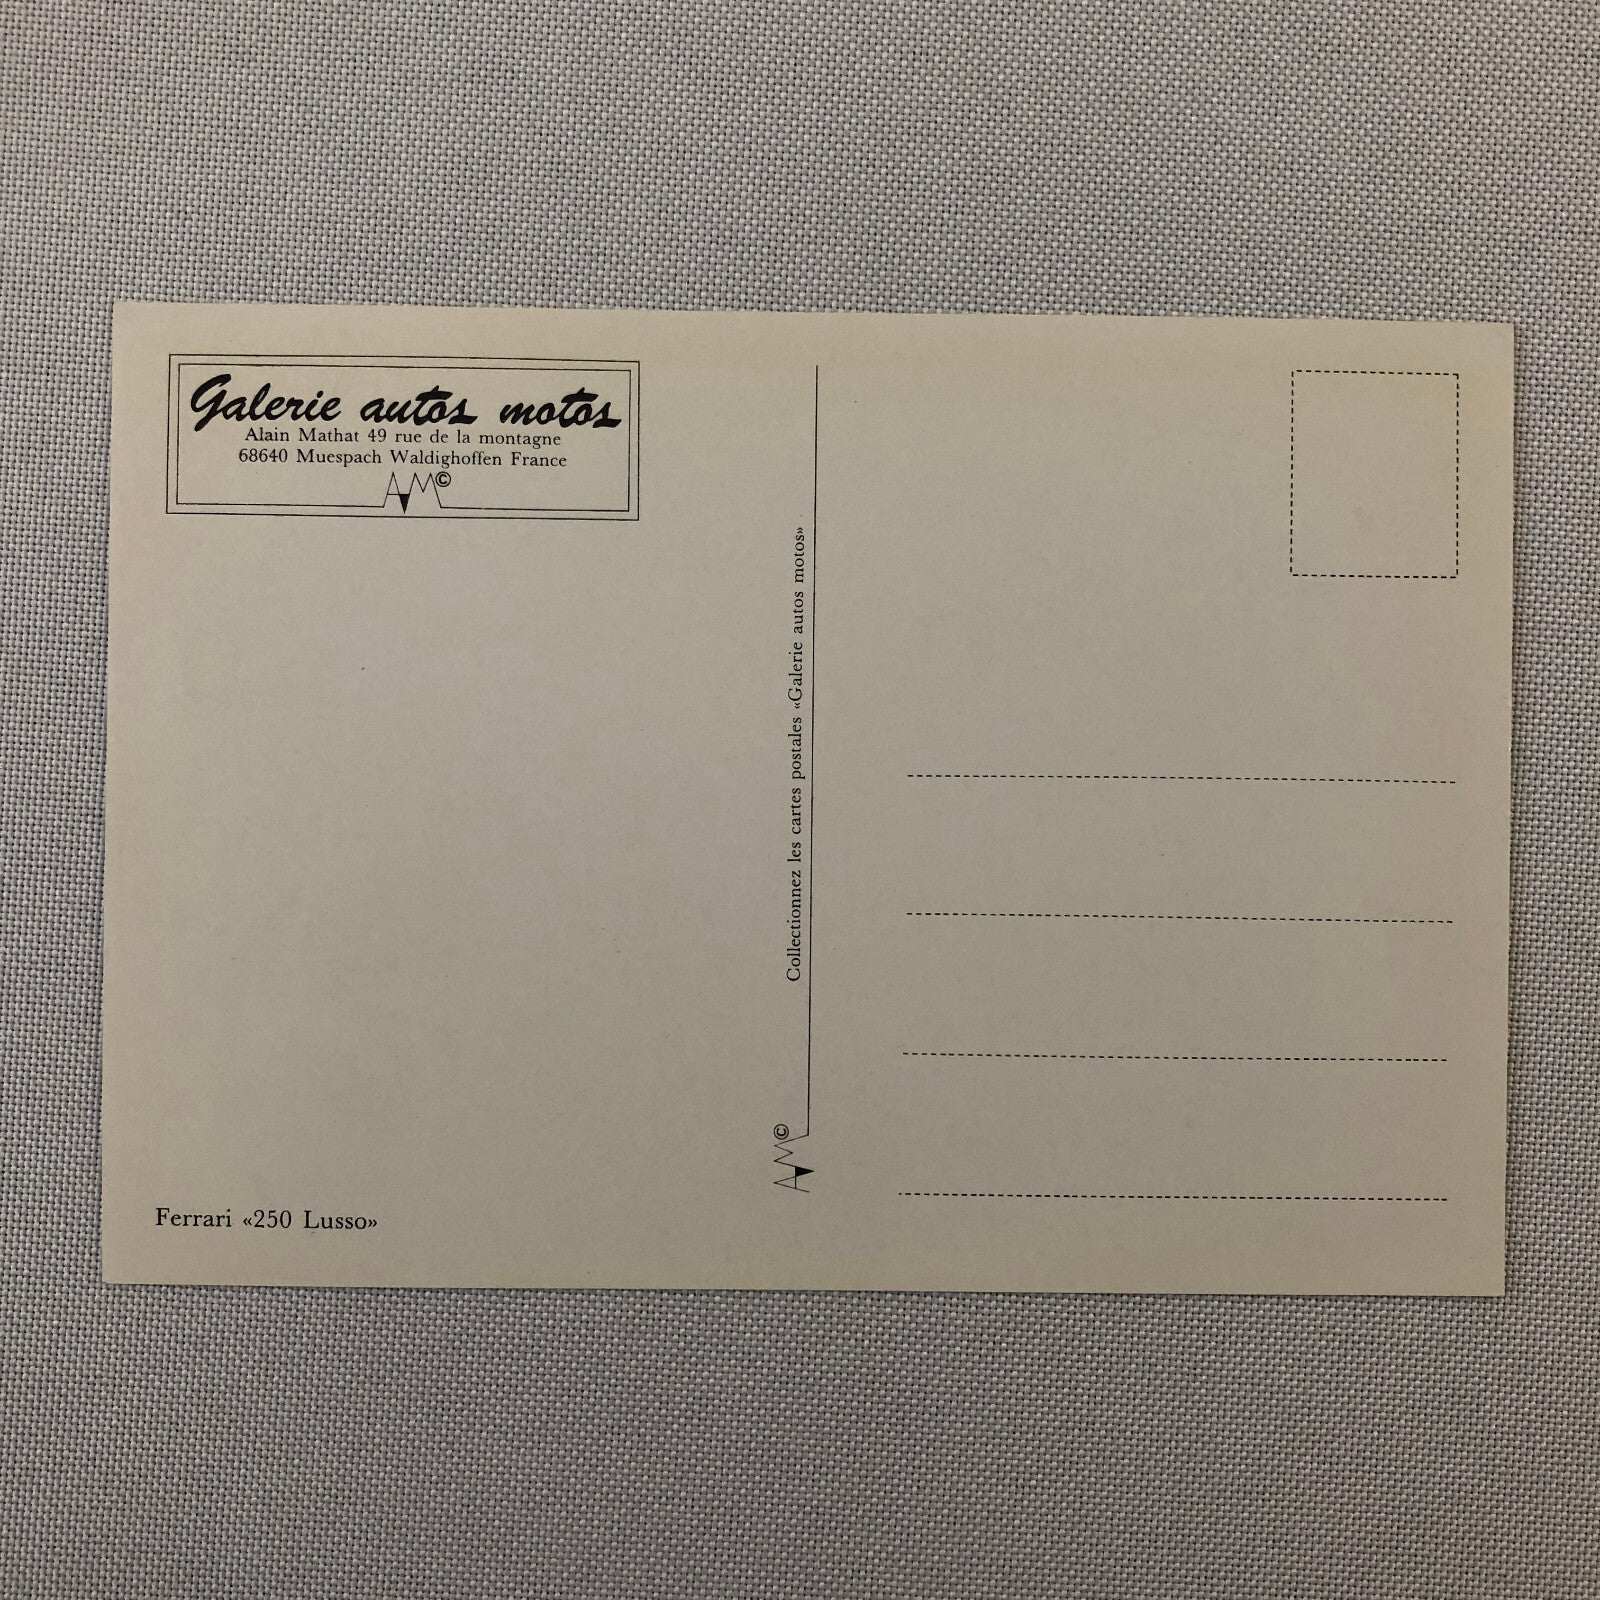 Galerie autos motos
Alain Mathat 49 rue de la montagne
68640 Muespach Waldighoffen France
AM©
Collectionnez les cartes postales «Galerie autos motos»
AM©
Ferrari «250 Lusso»